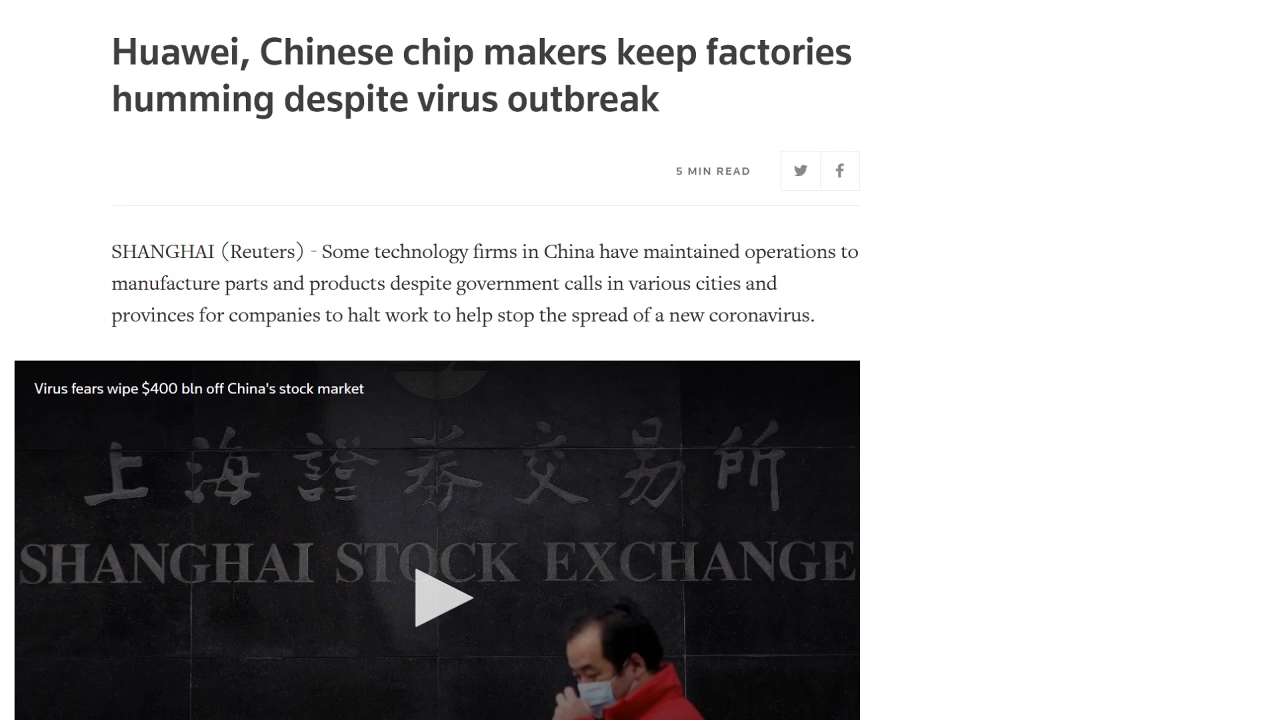 Huawei, Chinese chip makers keep factories
humming despite virus outbreak
5 MIN READ
SHANGHAI (Reuters) - Some technology firms in China have maintained operations to
manufacture parts and products despite government calls in various cities and
provinces for companies to halt work to help stop the spread of a new coronavirus.
Virus fears wipe $400 bln off China's stock market
上海證券交易所
SHANGHAI STOCK EXCHANGE